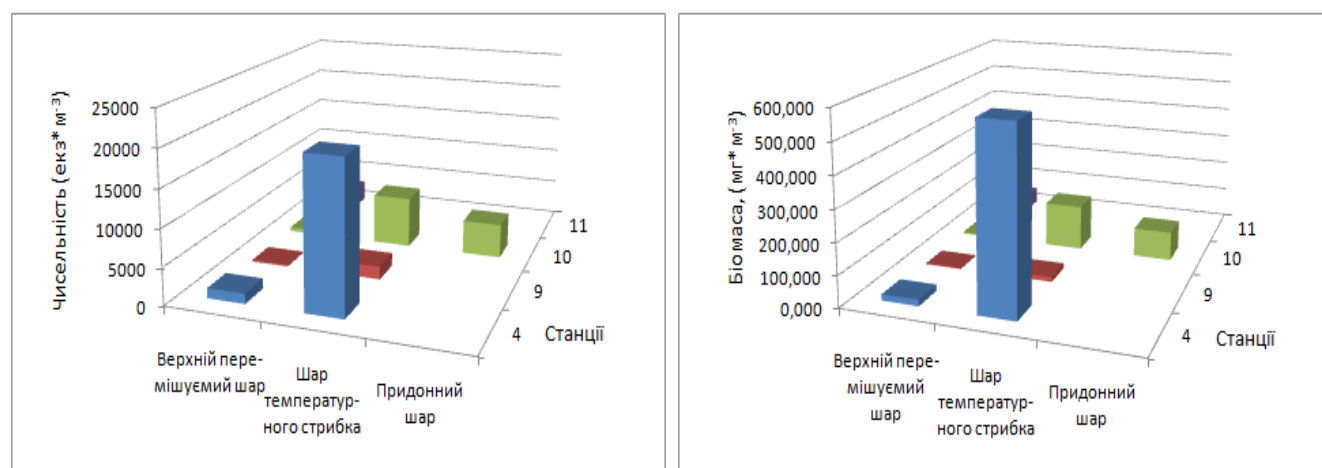 Чисельність (екз* м⁻³)
25000
20000
15000
10000
5000
0
Верхній пере-
мішуємий шар
Шар
температур-
ного стрибка
Придонний
шар
4
9
10
11
Станції
Біомаса, ( мг* м⁻³)
600,000
500,000
400,000
300,000
200,000
100,000
0,000
Верхній пере-
мішуємий
шар
Шар
температур-
ного стрибка
Придонний
шар
4
9
10
11
Станції